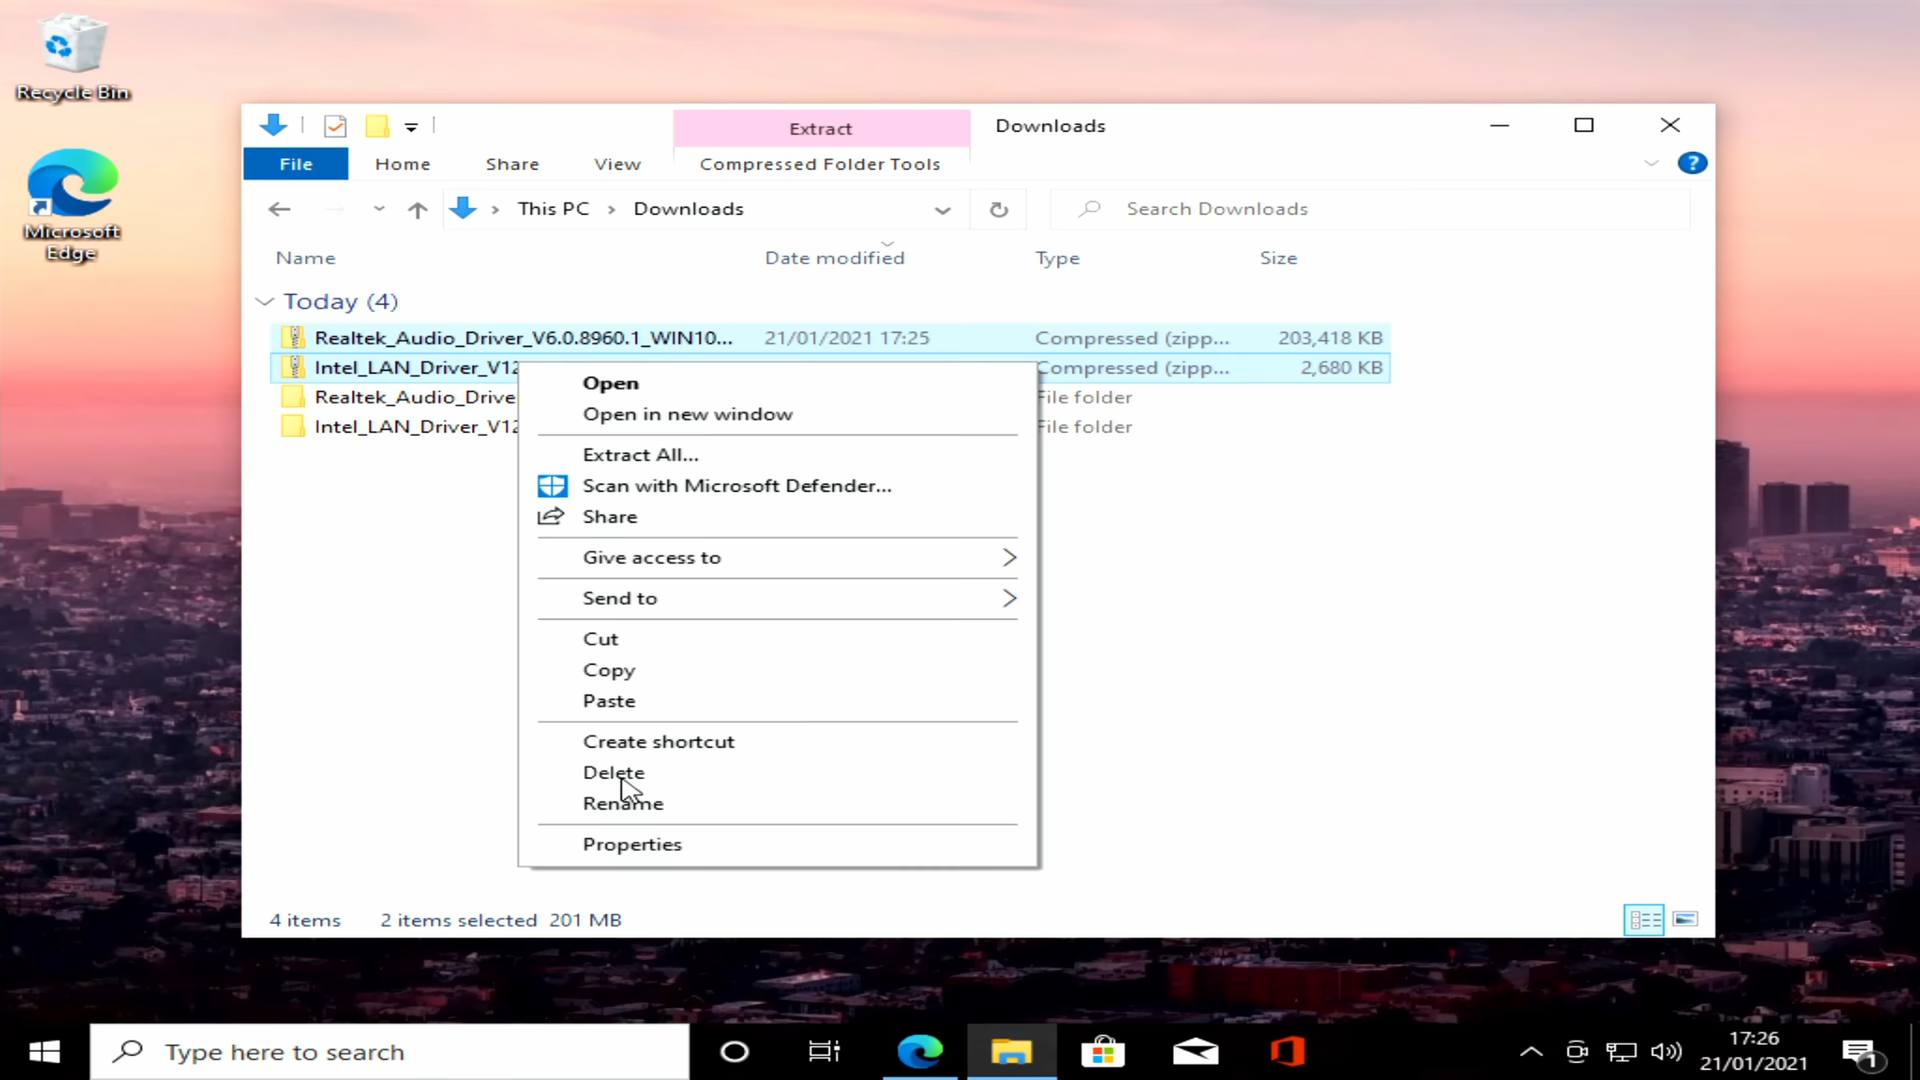 Recycle Bin
Microsoft
Edge
Extract
Downloads
File
Home
Share
View
Compressed Folder Tools
?
This PC
Downloads
Search Downloads
Name
Date modified
Type
Size
Today (4)
Realtek_Audio_Driver_V6.0.8960.1_WIN10...
21/01/2021 17:25
Compressed (zipp...
203,418 KB
Intel_LAN_Driver_V12
Compressed (zipp...
2,680 KB
Realtek_Audio_Drive
File folder
Intel_LAN_Driver_V12
File folder
Open
Open in new window
Extract All...
Scan with Microsoft Defender...
Share
Give access to
Send to
Cut
Copy
Paste
Create shortcut
Delete
Rename
Properties
4 items
2 items selected 201 MB
Type here to search
17:26
21/01/2021
1